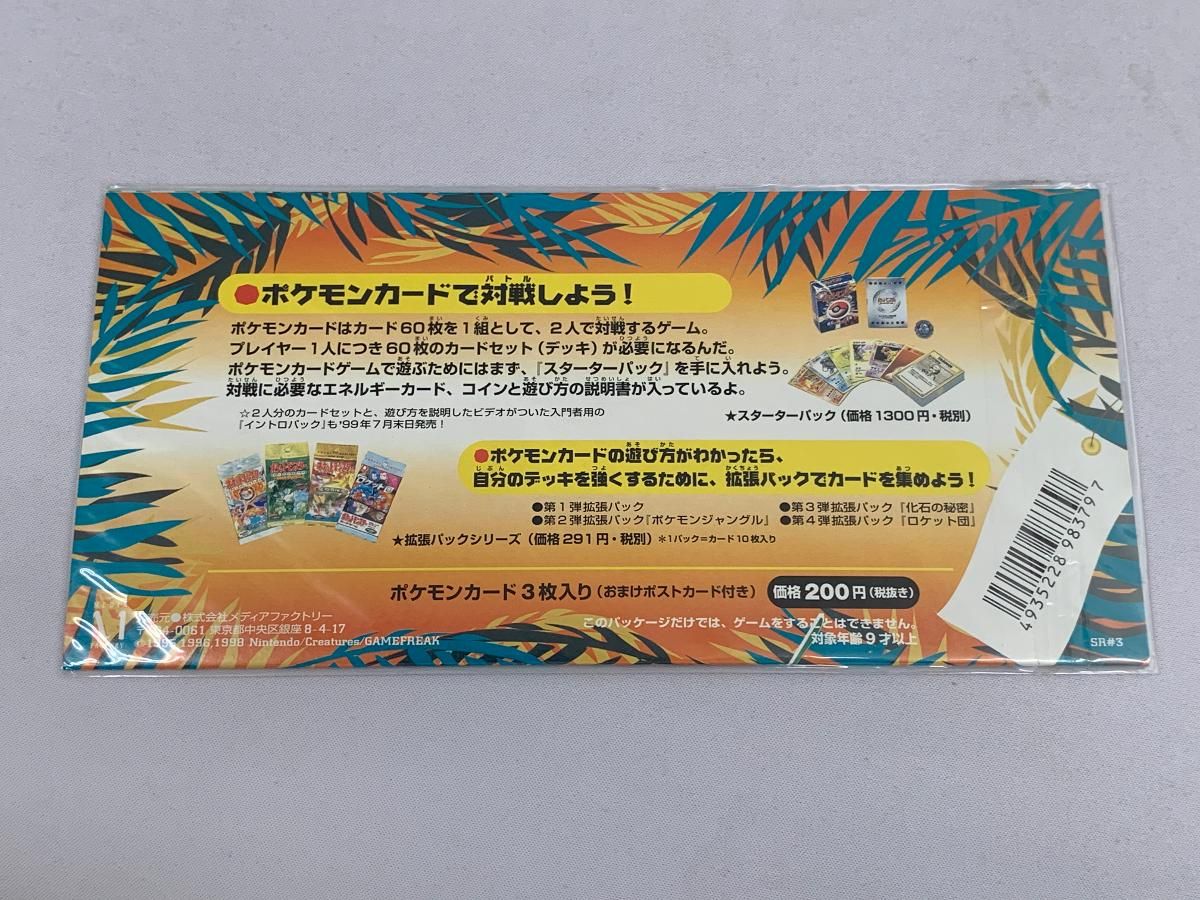 ●ポケモンカードで対戦しよう！
ポケモンカードはカード60枚を1組として、2人で対戦するゲーム。
プレイヤー1人につき60枚のカードセット（デッキ）が必要になるんだ。
ポケモンカードゲームで遊ぶためにはまず、『スターターパック』を手に入れよう。
対戦に必要なエネルギーカード、コインと遊び方の説明書が入っているよ。
☆2人分のカードセットと、遊び方を説明したビデオがついた入門者用の
『イントロパック』も'99年7月末日発売！
★スターターパック（価格1300円・税別）
●ポケモンカードの遊び方がわかったら、
自分のデッキを強くするために、拡張パックでカードを集めよう！
●第1弾拡張パック
●第2弾拡張パック『ポケモンジャングル』
●第3弾拡張パック『化石の秘密』
●第4弾拡張パック『ロケット団』
★拡張パックシリーズ（価格291円・税別）＊1パック＝カード10枚入り
ポケモンカード3枚入り（おまけポストカード付き）
価格200円（税抜き）
このパッケージだけでは、ゲームをすることはできません。
対象年齢9才以上
元●株式会社メディアファクトリー
-0061 東京都中央区銀座8-4-17
1996,1998 Nintendo/Creatures/GAMEFREAK
4935228983797
SR#3